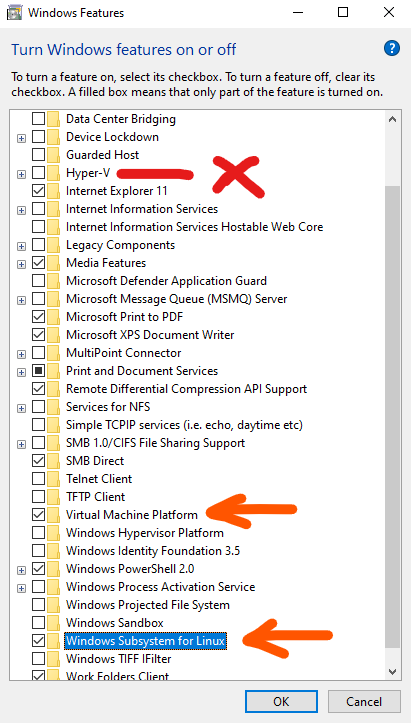 Windows Features
Turn Windows features on or off
To turn a feature on, select its checkbox. To turn a feature off, clear its
checkbox. A filled box means that only part of the feature is turned on.
Data Center Bridging
Device Lockdown
Guarded Host
Hyper-V
Internet Explorer 11
Internet Information Services
Internet Information Services Hostable Web Core
Legacy Components
Media Features
Microsoft Defender Application Guard
Microsoft Message Queue (MSMQ) Server
Microsoft Print to PDF
Microsoft XPS Document Writer
MultiPoint Connector
Print and Document Services
Remote Differential Compression API Support
Services for NFS
Simple TCPIP services (i.e. echo, daytime etc)
SMB 1.0/CIFS File Sharing Support
SMB Direct
Telnet Client
TFTP Client
Virtual Machine Platform
Windows Hypervisor Platform
Windows Identity Foundation 3.5
Windows PowerShell 2.0
Windows Process Activation Service
Windows Projected File System
Windows Sandbox
Windows Subsystem for Linux
Windows TIFF IFilter
Work Folders Client
OK
Cancel